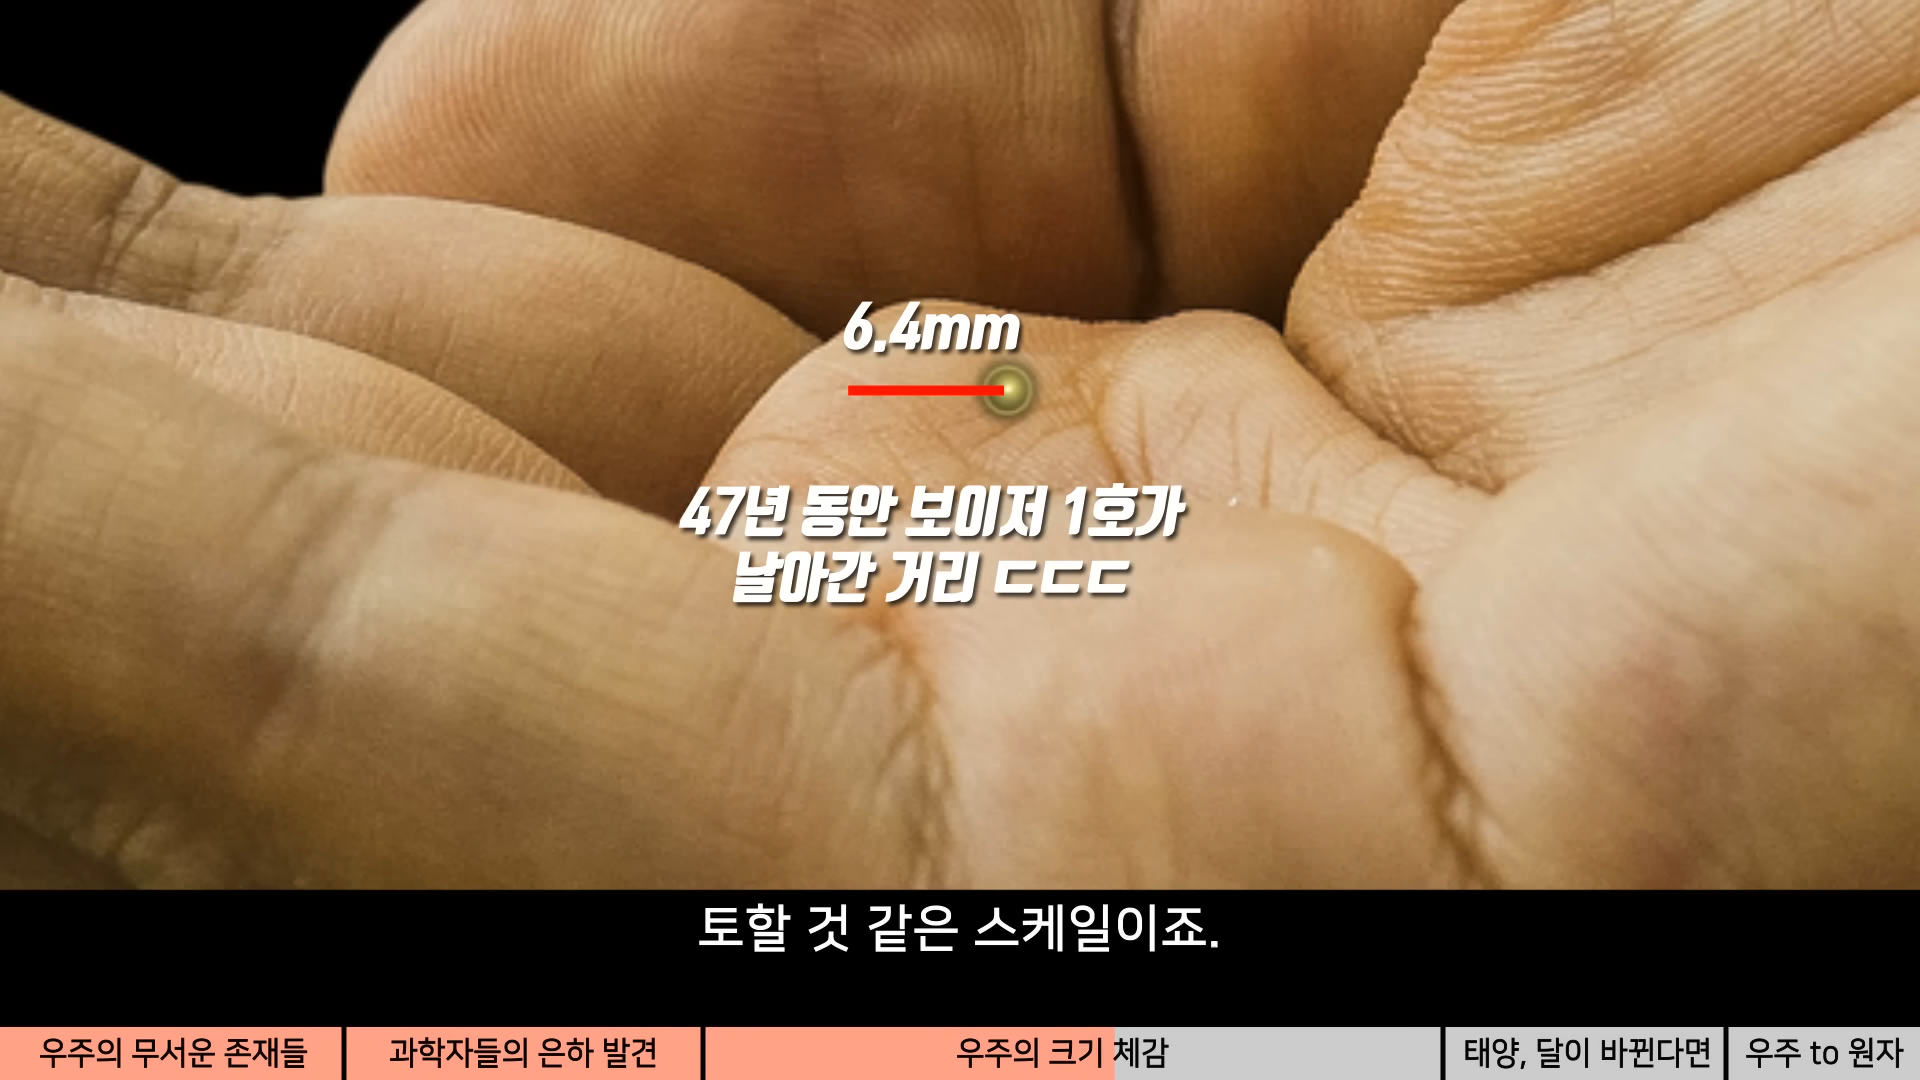 6.4mm
47년 동안 보이저 1호가
날아간 거리 ㄷㄷㄷ
토할 것 같은 스케일이죠.
우주의 무서운 존재들
과학자들의 은하 발견
우주의 크기 체감
태양, 달이 바뀐다면
우주 to 원자